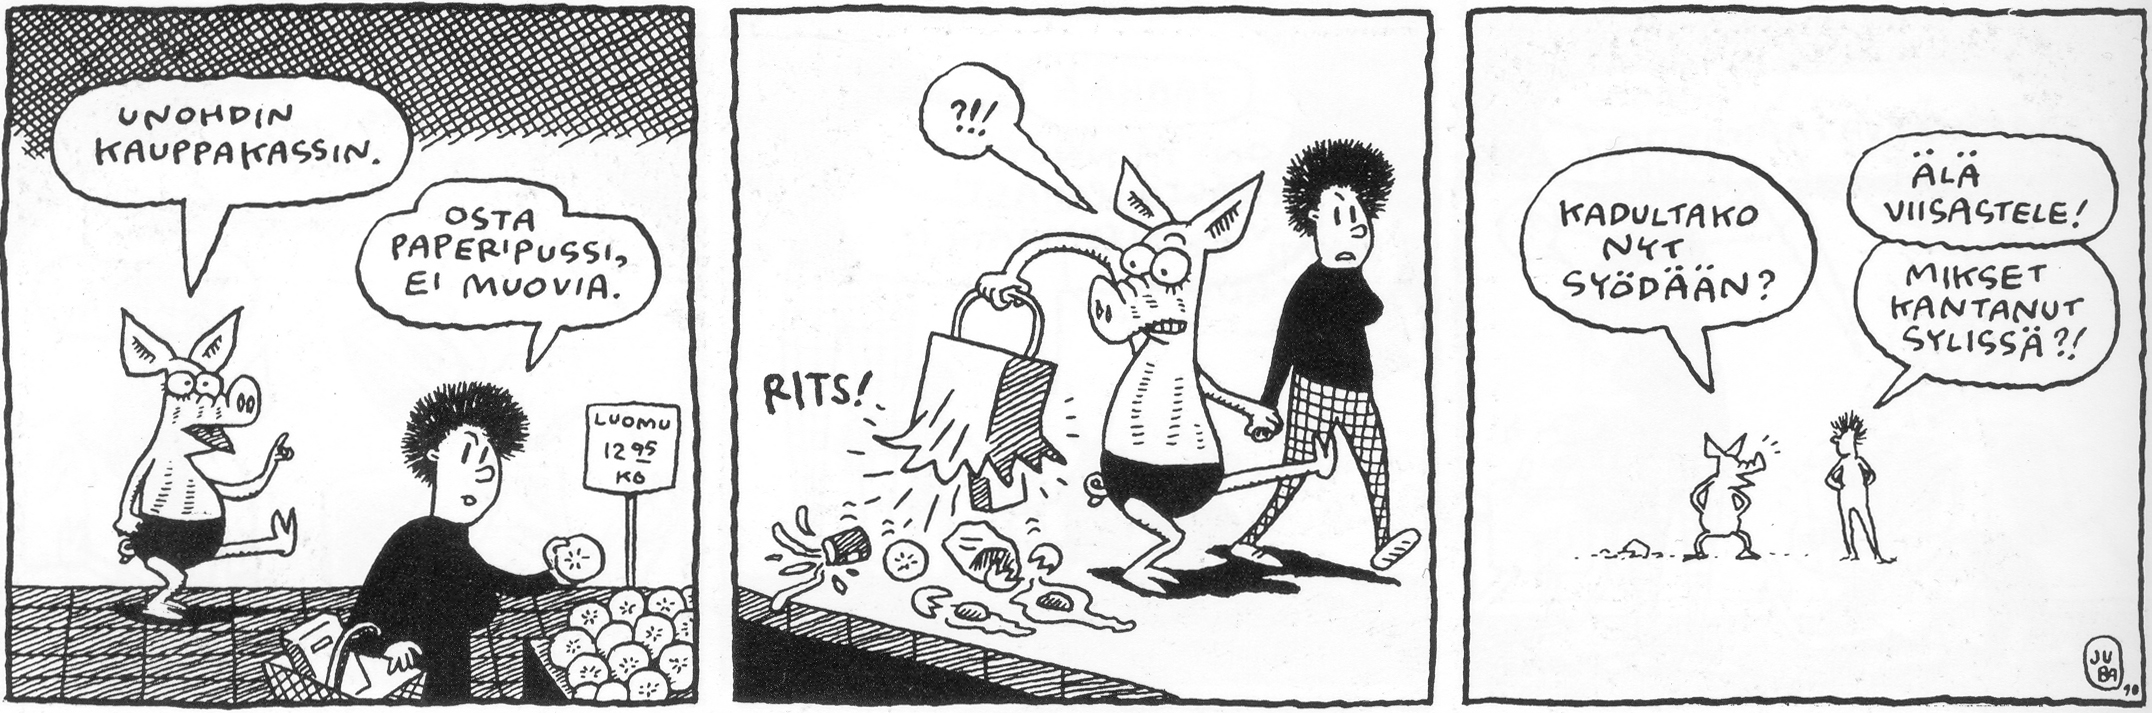 UNOHDIN
KAUPPAKASSIN.
OSTA
PAPERIPUSSI,
EI MUOVIA.
LUOMU
12 95
KG
?!!
RITS!
KADULTAKO
NYT
SYÖDÄÄN?
ÄLÄ
VIISASTELE!
MIKSET
KANTANUT
SYLISSÄ?!
JU
BA
90